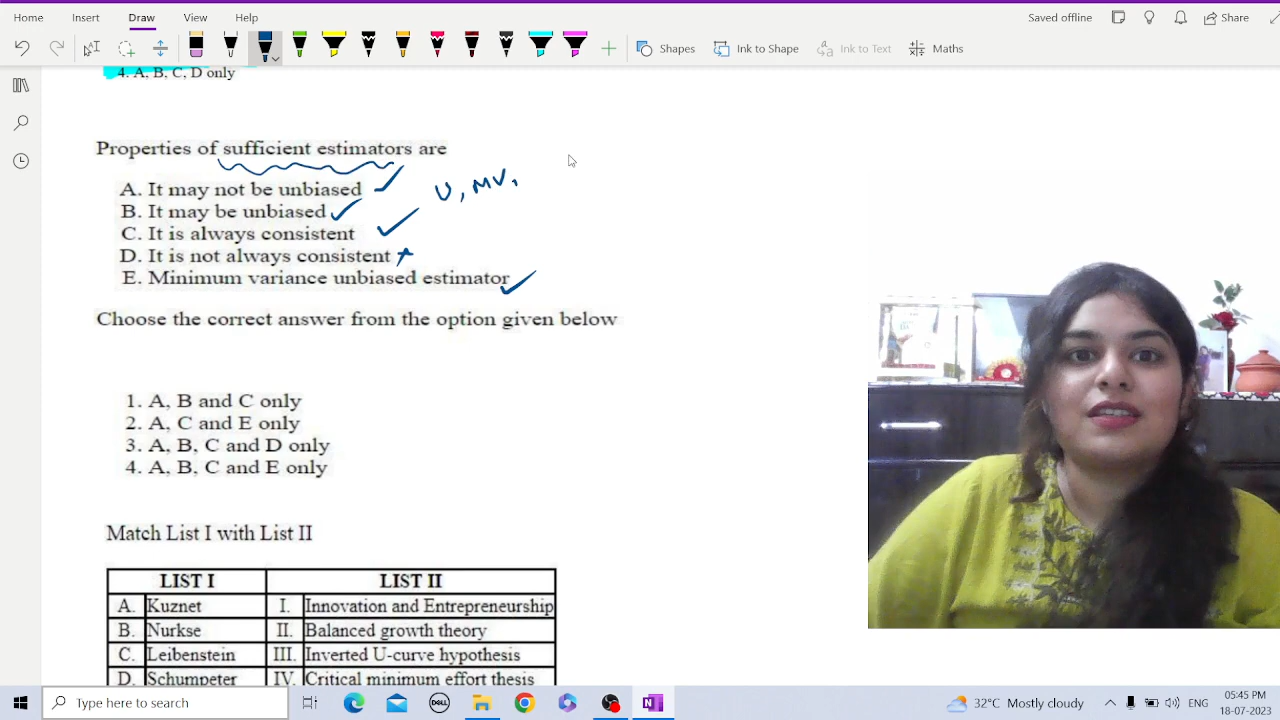 Home Insert Draw View Help Saved offline Share
Shapes Ink to Shape Ink to Text Maths
4. A, B, C, D only
Properties of sufficient estimators are
A. It may not be unbiased
U, MV,
B. It may be unbiased
C. It is always consistent
D. It is not always consistent
E. Minimum variance unbiased estimator
Choose the correct answer from the option given below
1. A, B and C only
2. A, C and E only
3. A, B, C and D only
4. A, B, C and E only
Match List I with List II
LIST I LIST II
A. Kuznet I. Innovation and Entrepreneurship
B. Nurkse II. Balanced growth theory
C. Leibenstein III. Inverted U-curve hypothesis
D. Schumpeter IV. Critical minimum effort thesis
Type here to search DELL 32°C Mostly cloudy ENG 5:45 PM
18-07-2023